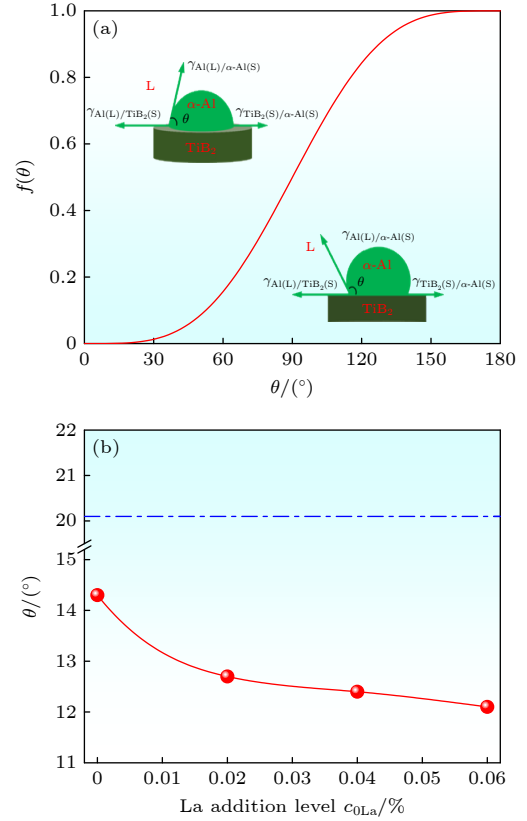 (a)
1.0
0.8
0.6
0.4
0.2
0
f(θ)
L
γAl(L)/α-Al(S)
γAl(L)/TiB2(S)
α-Al
γTiB2(S)/α-Al(S)
θ
TiB2
L
γAl(L)/α-Al(S)
α-Al
γAl(L)/TiB2(S)
θ
γTiB2(S)/α-Al(S)
TiB2
0 30 60 90 120 150 180
θ/(°)
(b)
22
21
20
15
14
13
12
11
θ/(°)
0 0.01 0.02 0.03 0.04 0.05 0.06
La addition level c0La/%